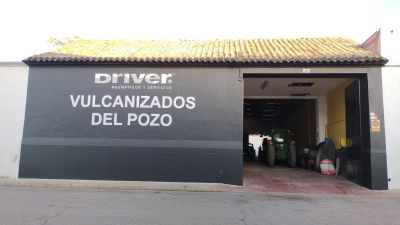 DRIVER
NEUMÁTICOS Y SERVICIOS
VULCANIZADOS
DEL POZO